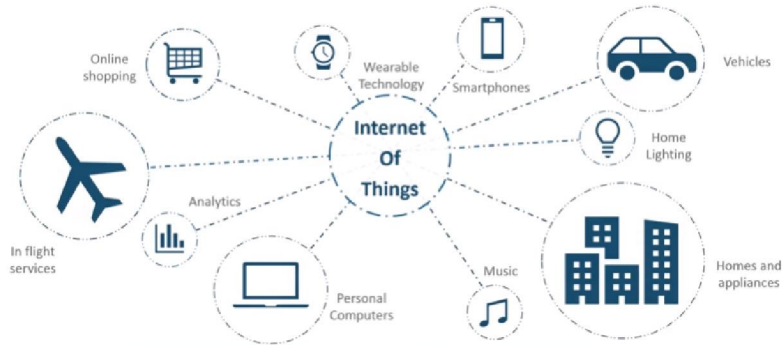 Online
shopping
Wearable
Technology
Smartphones
Vehicles
Internet
Of
Things
Home
Lighting
Analytics
In flight
services
Personal
Computers
Music
Homes and
appliances